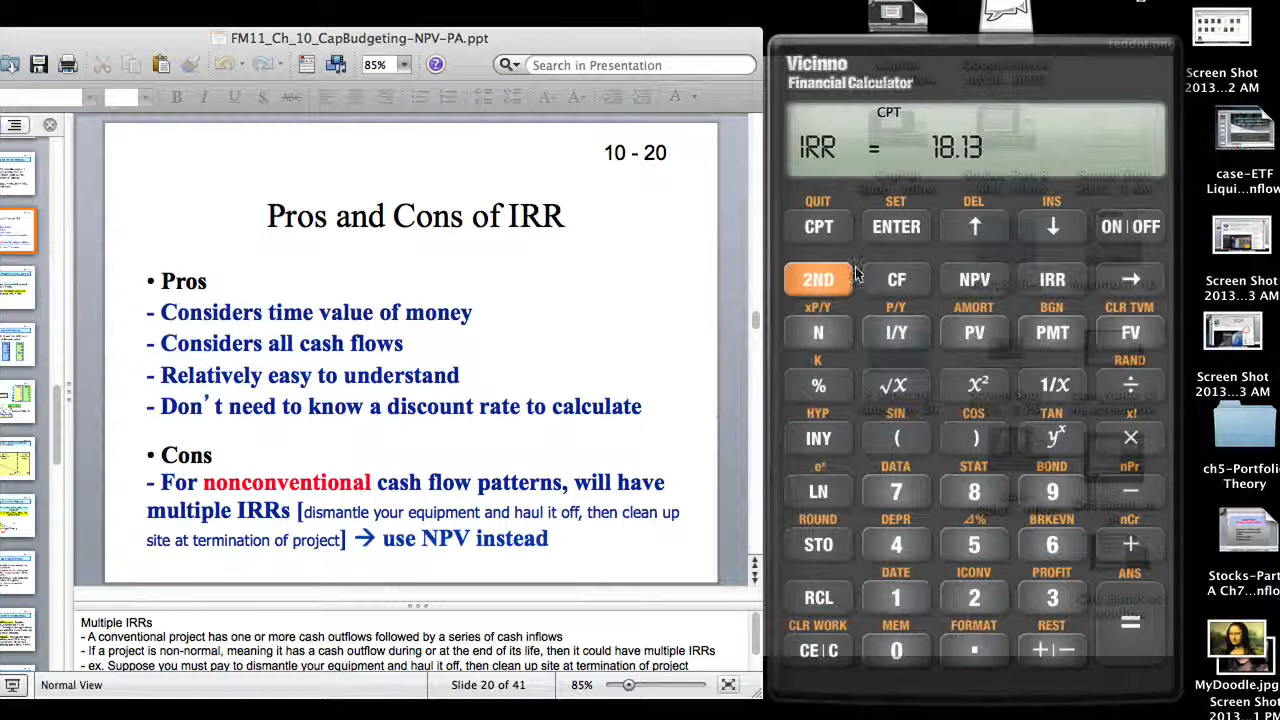 FM11_Ch_10_CapBudgeting-NPV-PA.ppt
85%
Search in Presentation
B I U S ABC
A A A
10 - 20
Pros and Cons of IRR
• Pros
- Considers time value of money
- Considers all cash flows
- Relatively easy to understand
- Don't need to know a discount rate to calculate
• Cons
- For nonconventional cash flow patterns, will have
multiple IRRs [dismantle your equipment and haul it off, then clean up
site at termination of project] → use NPV instead
Multiple IRRs
- A conventional project has one or more cash outflows followed by a series of cash inflows
- If a project is non-normal, meaning it has a cash outflow during or at the end of its life, then it could have multiple IRRs
- ex. Suppose you must pay to dismantle your equipment and haul it off, then clean up site at termination of project
Normal View
Slide 20 of 41
85%
reddot.png
Vicinno
Financial Calculator
CPT
IRR = 18.13
QUIT SET DEL INS
CPT ENTER ↑ ↓ ON|OFF
2ND CF NPV IRR →
xP/Y P/Y AMORT BGN CLR TVM
N I/Y PV PMT FV
K RAND
% √X X² 1/X ÷
HYP SIN COS TAN x!
INY ( ) yˣ ×
eˣ DATA STAT BOND nPr
LN 7 8 9 −
ROUND DEPR ⊿% BRKEVN nCr
STO 4 5 6 +
DATE ICONV PROFIT ANS
RCL 1 2 3 =
CLR WORK MEM FORMAT REST
CE|C 0 . +|−
Screen Shot
2013...2 AM
case-ETF
Liqui...nflow
Screen Shot
2013...3 AM
Screen Shot
2013...3 AM
ch5-Portfolio
Theory
Stocks-Part
A Ch7...nflo
MyDoodle.jpg
Screen Shot
2013...1 PM